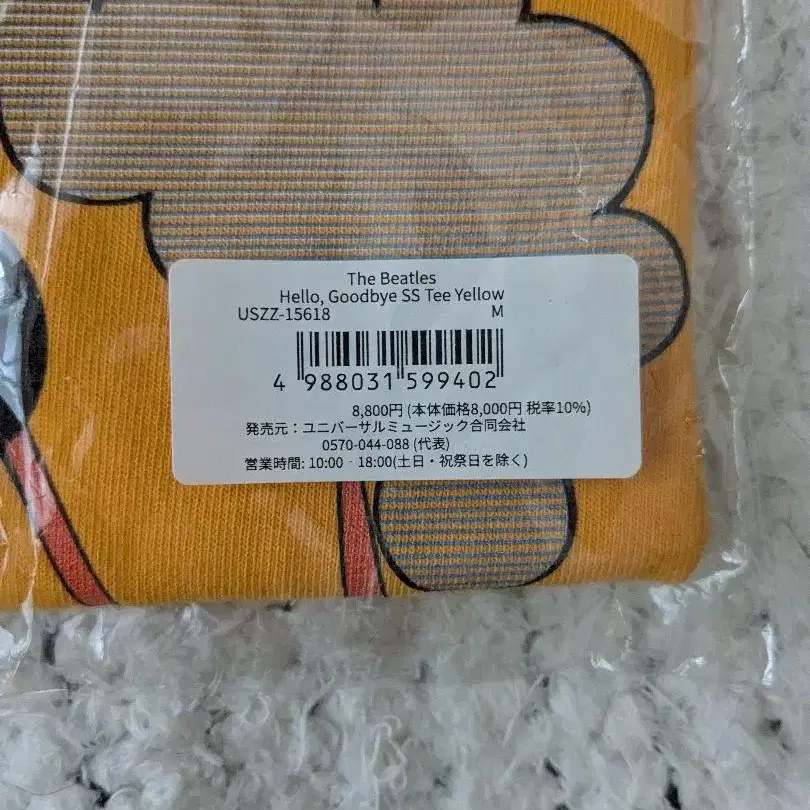 The Beatles
Hello, Goodbye SS Tee Yellow
USZZ-15618 M
4 988031 599402
8,800円 (本体価格8,000円 税率10%)
発売元：ユニバーサルミュージック合同会社
0570-044-088 (代表)
営業時間: 10:00‐18:00(土日・祝祭日を除く)